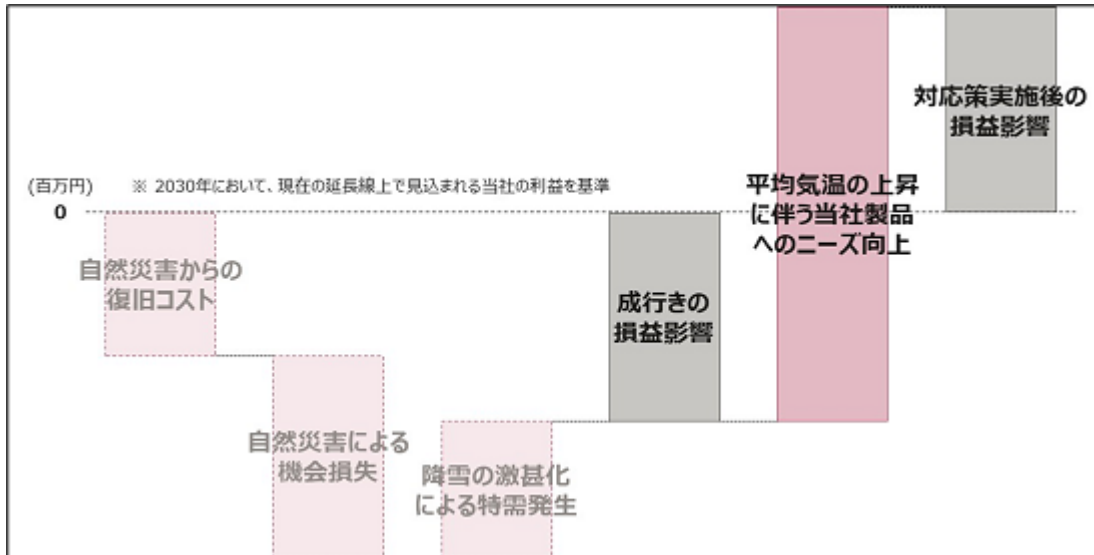 対応策実施後の
損益影響
(百万円)
※ 2030年において、現在の延長線上で見込まれる当社の利益を基準
0
平均気温の上昇
に伴う当社製品
へのニーズ向上
自然災害からの
復旧コスト
成行きの
損益影響
自然災害による
機会損失
降雪の激甚化
による特需発生